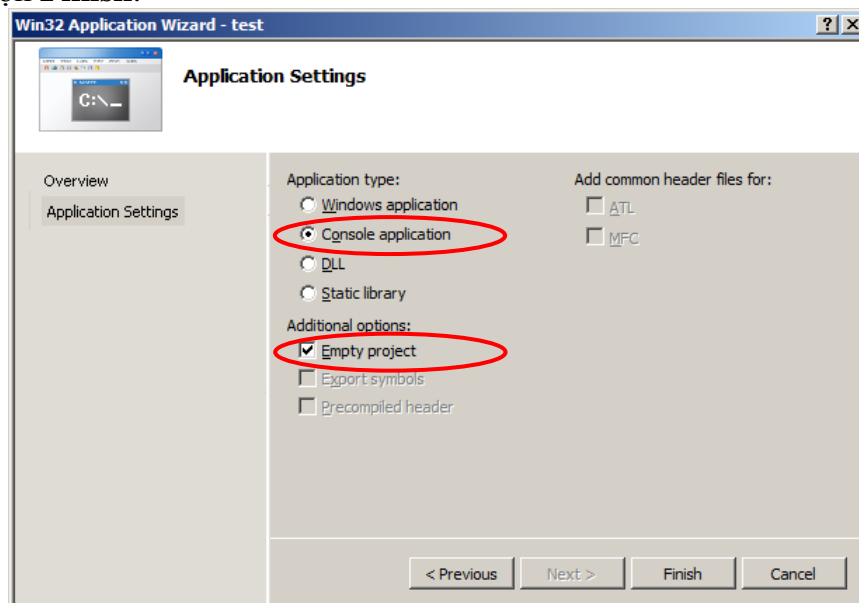 Win32 Application Wizard - test
Application Settings
C:\_
Overview
Application Settings
Application type:
Windows application
Console application
DLL
Static library
Additional options:
Empty project
Export symbols
Precompiled header
Add common header files for:
ATL
MFC
< Previous
Next >
Finish
Cancel